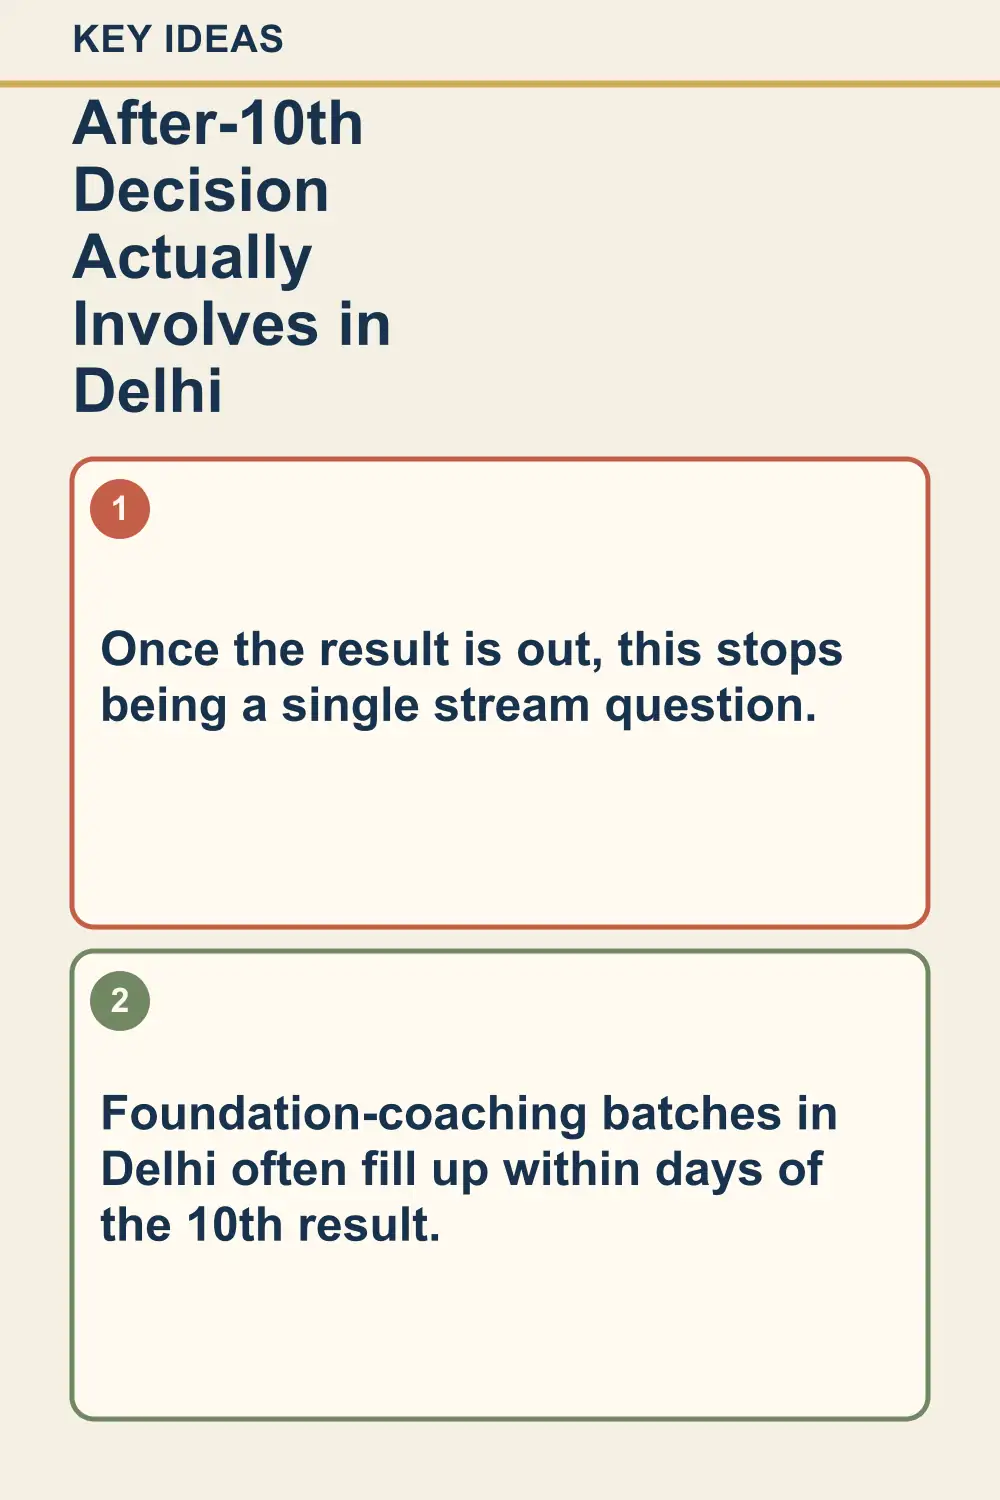 KEY IDEAS
After-10th
Decision
Actually
Involves in
Delhi
1
Once the result is out, this stops
being a single stream question.
2
Foundation-coaching batches in
Delhi often fill up within days of
the 10th result.